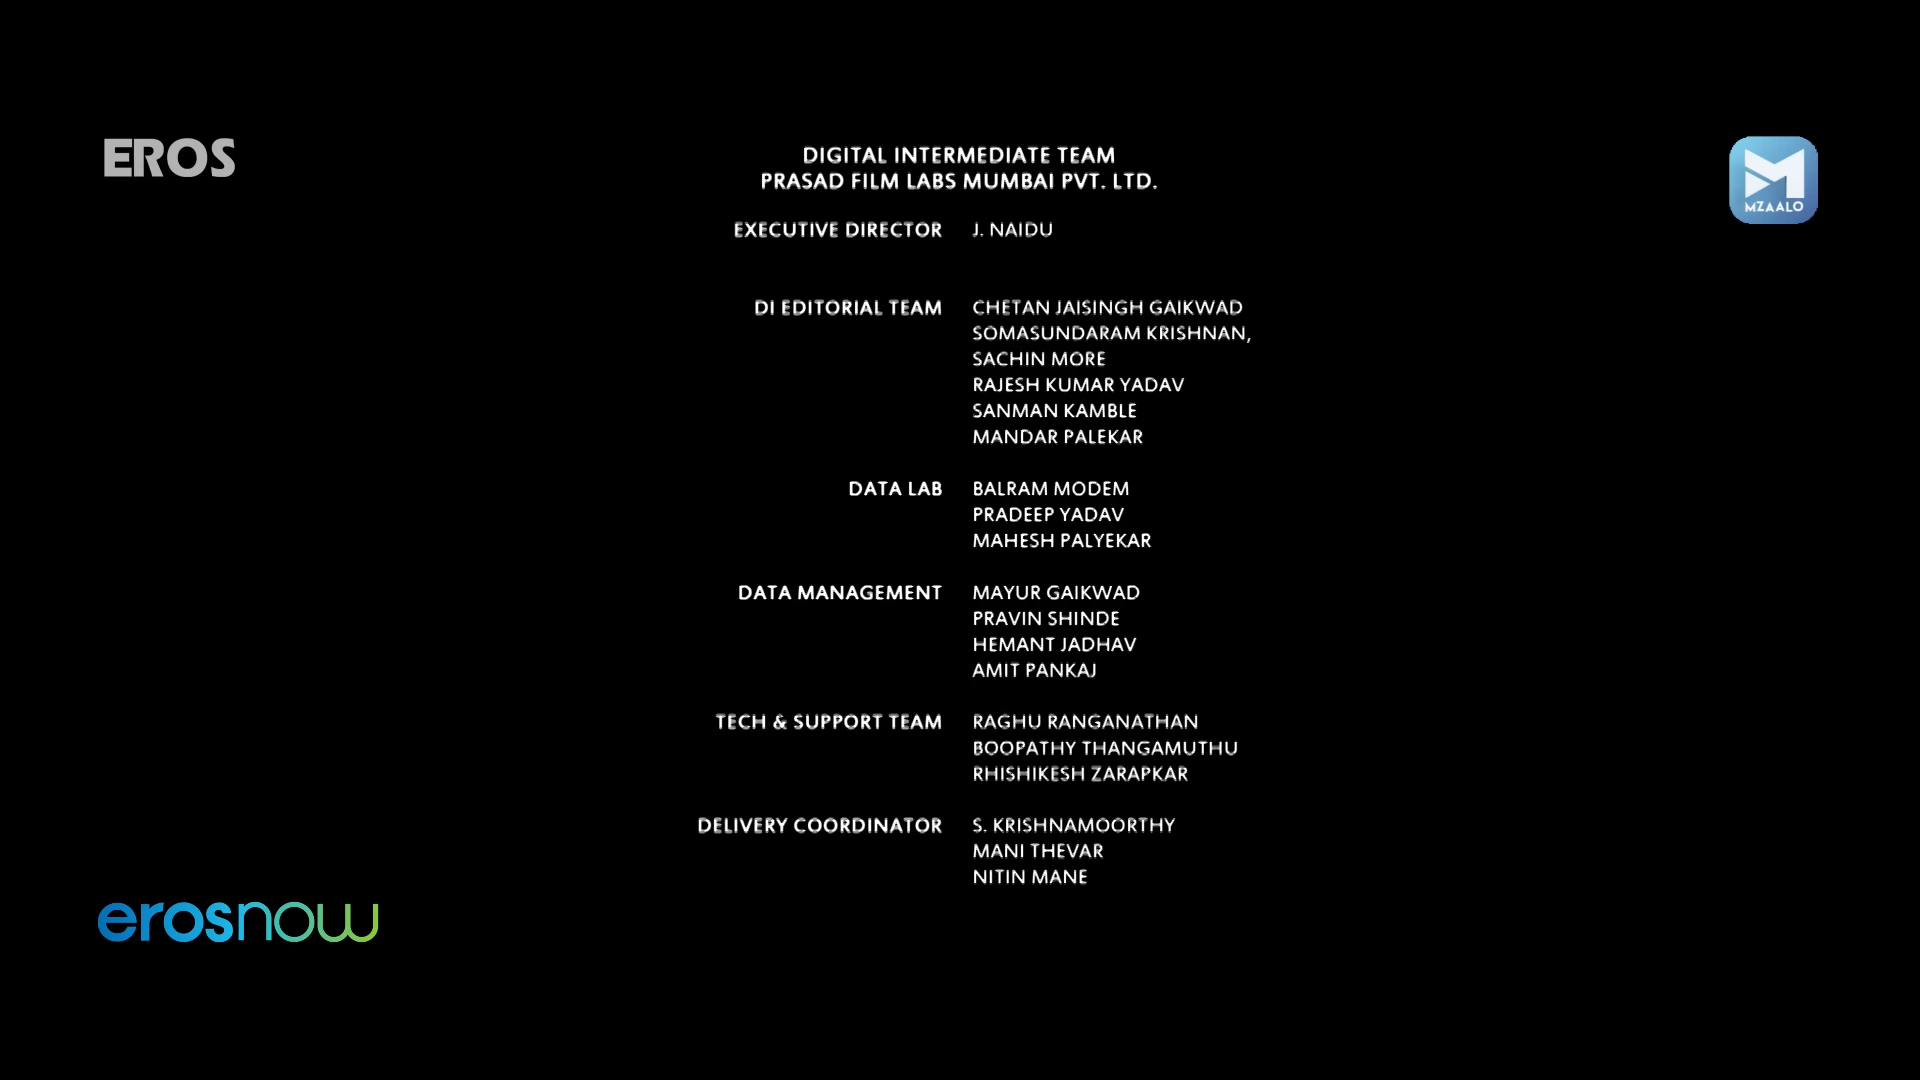 EROS
MZAALO
DIGITAL INTERMEDIATE TEAM
PRASAD FILM LABS MUMBAI PVT. LTD.
EXECUTIVE DIRECTOR J. NAIDU
DI EDITORIAL TEAM CHETAN JAISINGH GAIKWAD
SOMASUNDARAM KRISHNAN,
SACHIN MORE
RAJESH KUMAR YADAV
SANMAN KAMBLE
MANDAR PALEKAR
DATA LAB BALRAM MODEM
PRADEEP YADAV
MAHESH PALYEKAR
DATA MANAGEMENT MAYUR GAIKWAD
PRAVIN SHINDE
HEMANT JADHAV
AMIT PANKAJ
TECH & SUPPORT TEAM RAGHU RANGANATHAN
BOOPATHY THANGAMUTHU
RHISHIKESH ZARAPKAR
DELIVERY COORDINATOR S. KRISHNAMOORTHY
MANI THEVAR
NITIN MANE
erosnow